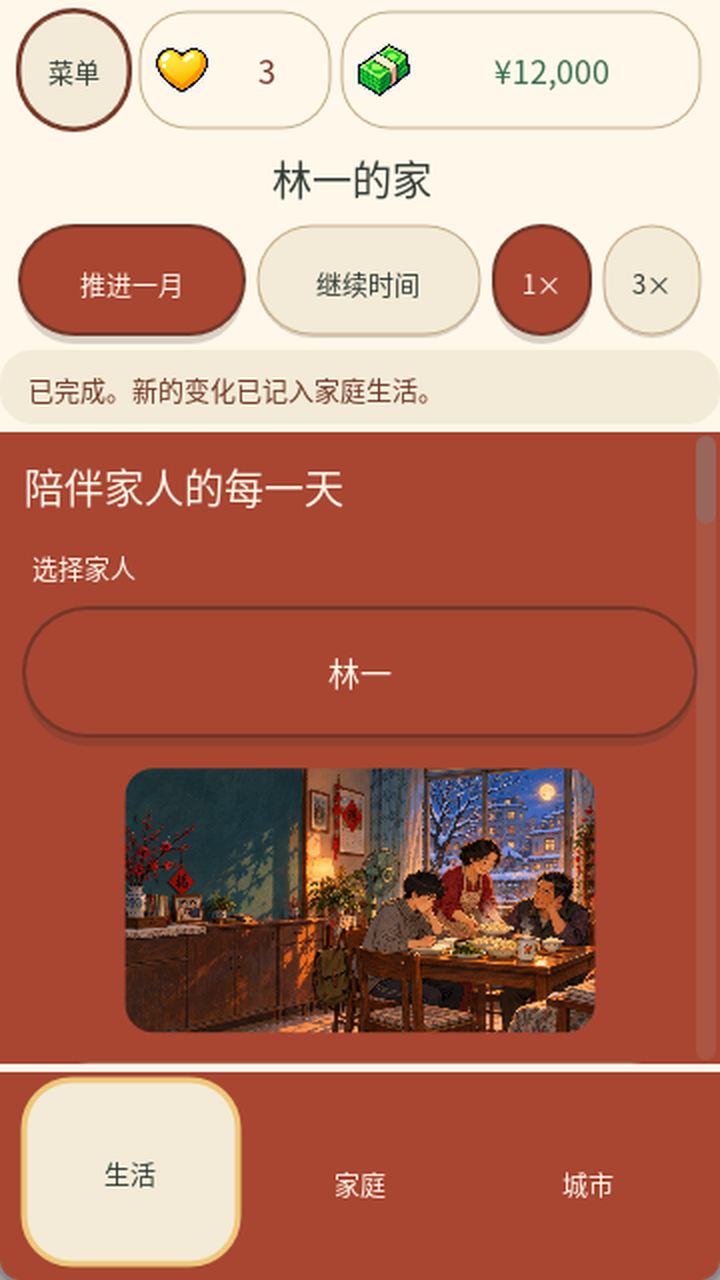 菜单
3
¥12,000
林一的家
推进一月
继续时间
1×
3×
已完成。新的变化已记入家庭生活。
陪伴家人的每一天
选择家人
林一
福
生活
家庭
城市